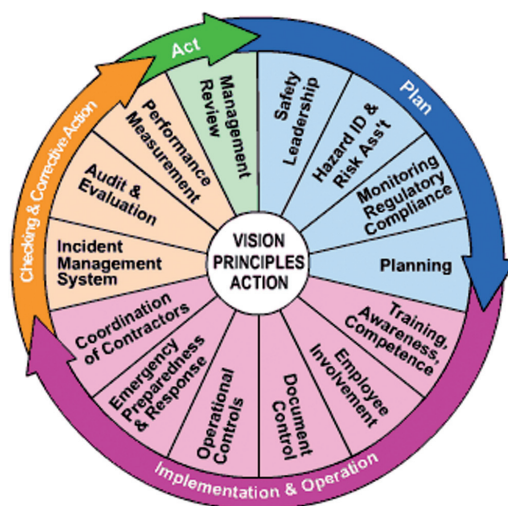 Act
Plan
Implementation & Operation
Checking & Corrective Action
Safety
Leadership
Hazard ID &
Risk Ass't
Monitoring
Regulatory
Compliance
Planning
Training,
Awareness,
Competence
Employee
Involvement
Document
Control
Operational
Controls
Emergency
Preparedness
& Response
Coordination
of Contractors
Incident
Management
System
Audit &
Evaluation
Performance
Measurement
Management
Review
VISION
PRINCIPLES
ACTION